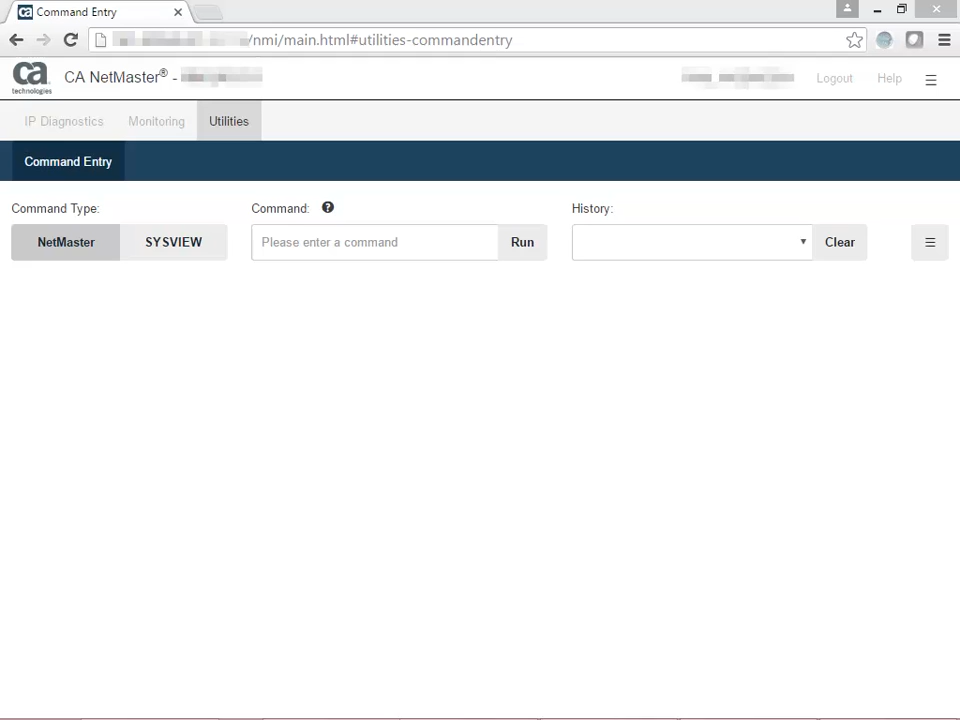 Command Entry
/nmi/main.html#utilities-commandentry
ca
technologies
CA NetMaster® -
Logout
Help
IP Diagnostics
Monitoring
Utilities
Command Entry
Command Type:
Command:
History:
NetMaster
SYSVIEW
Please enter a command
Run
Clear